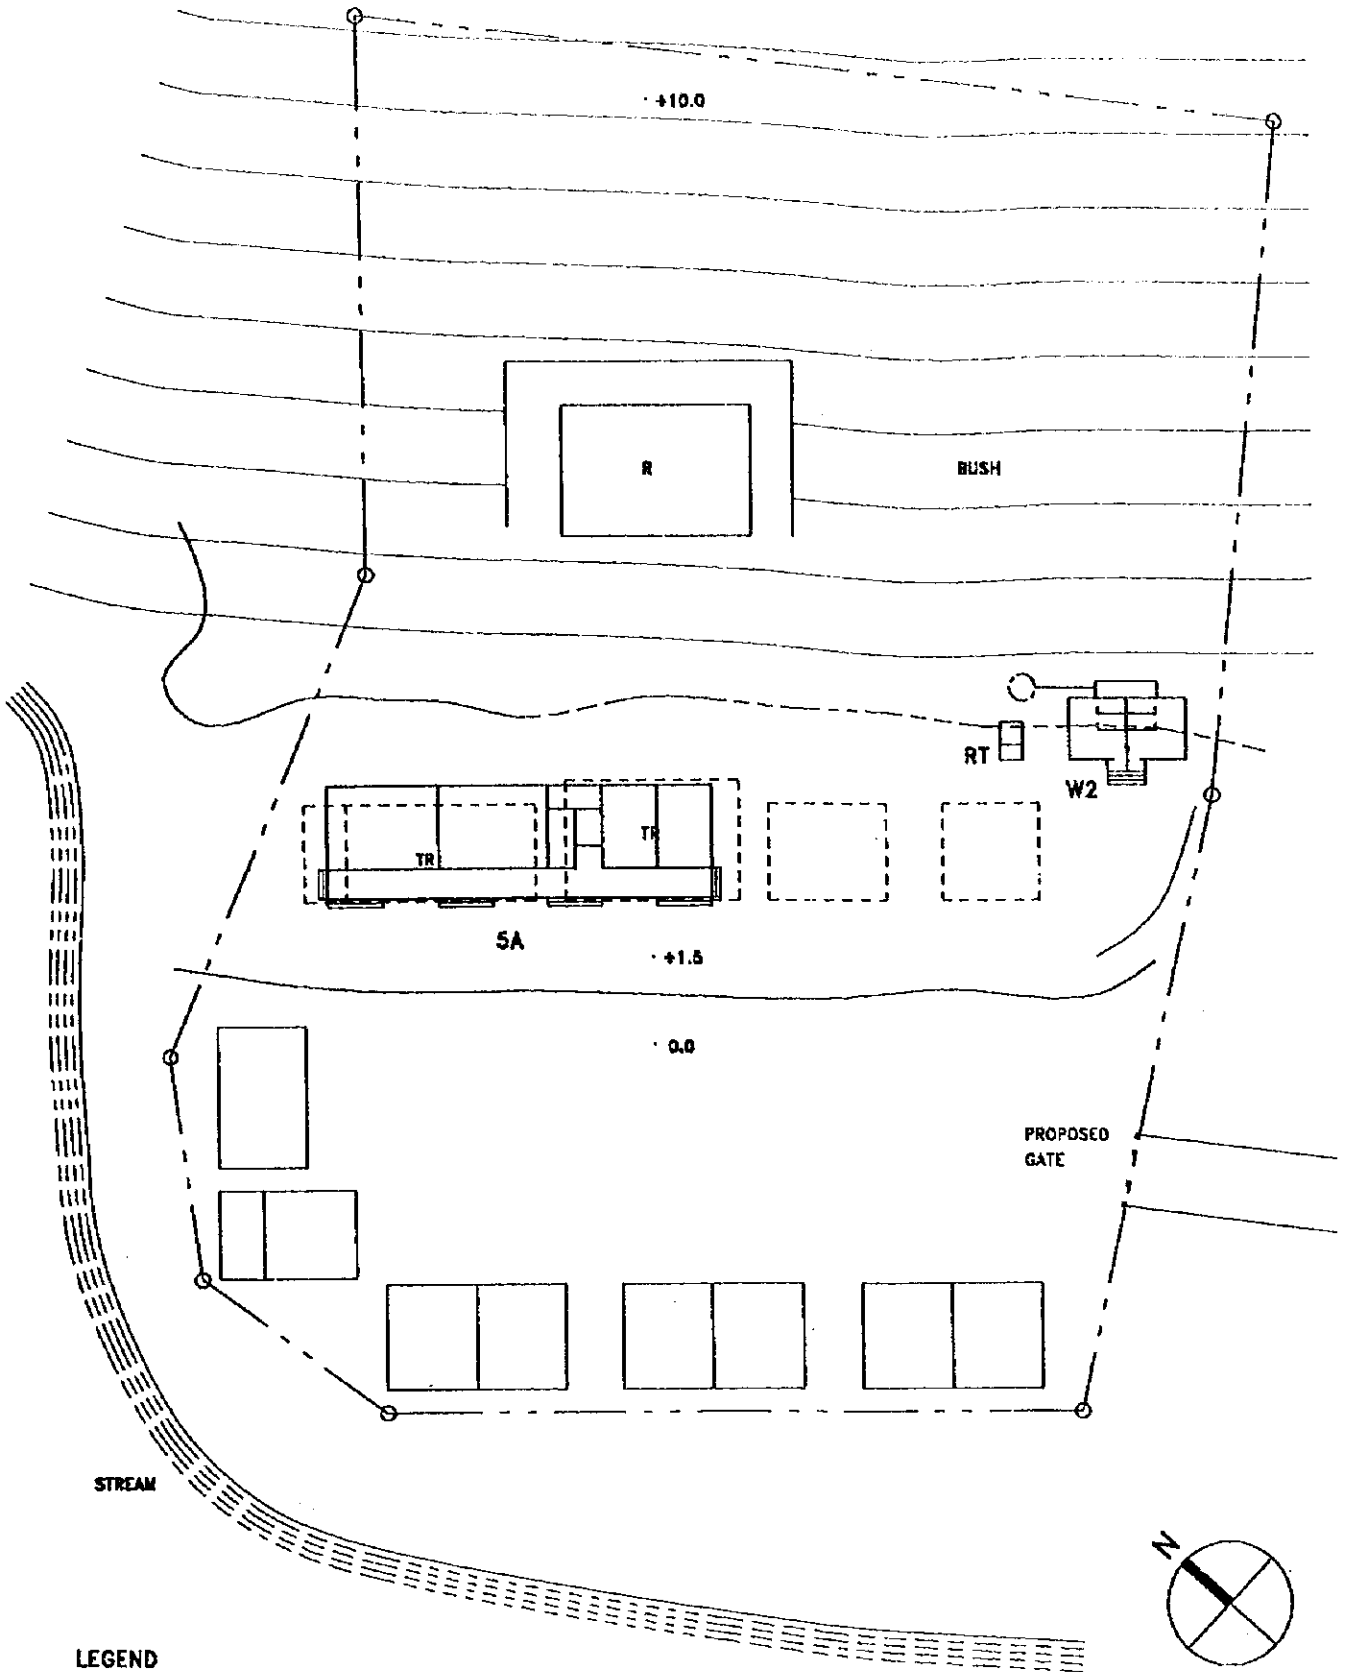 +10.0
R
BUSH
RT
W2
TR
TR
5A
+1.5
0.0
PROPOSED
GATE
STREAM
N
LEGEND